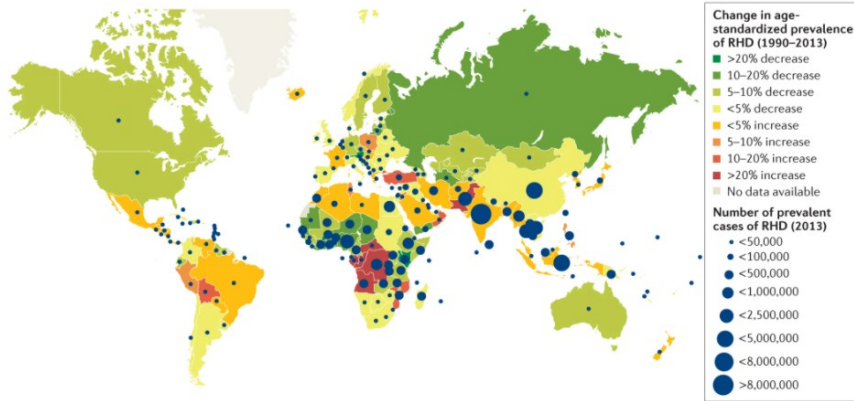 Change in age-
standardized prevalence
of RHD (1990–2013)
>20% decrease
10–20% decrease
5–10% decrease
<5% decrease
<5% increase
5–10% increase
10–20% increase
>20% increase
No data available
Number of prevalent
cases of RHD (2013)
<50,000
<100,000
<500,000
<1,000,000
<2,500,000
<5,000,000
<8,000,000
>8,000,000